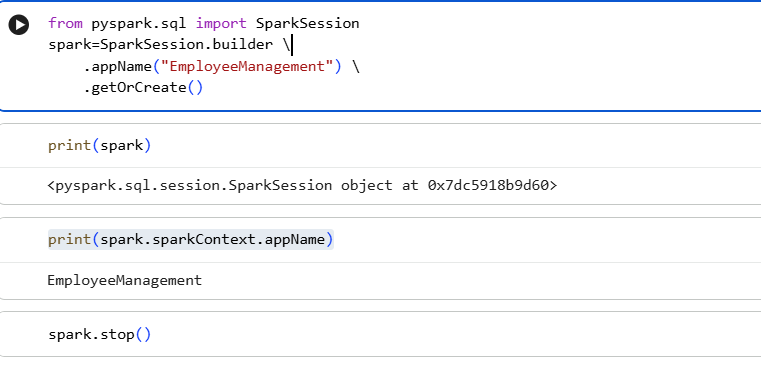 from pyspark.sql import SparkSession
spark=SparkSession.builder \
    .appName("EmployeeManagement") \
    .getOrCreate()
print(spark)
<pyspark.sql.session.SparkSession object at 0x7dc5918b9d60>
print(spark.sparkContext.appName)
EmployeeManagement
spark.stop()